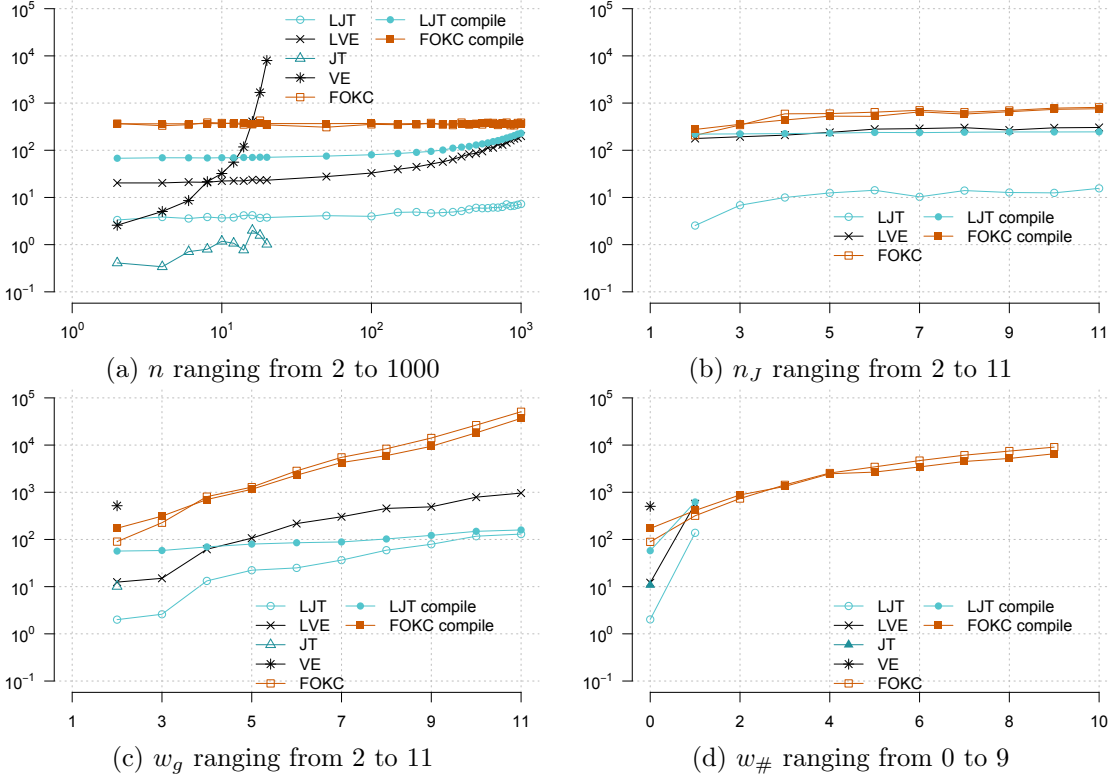 10^5
10^4
10^3
10^2
10^1
10^0
10^-1
LJT
LVE
JT
VE
FOKC
LJT compile
FOKC compile
10^0 10^1 10^2 10^3
(a) n ranging from 2 to 1000
10^5
10^4
10^3
10^2
10^1
10^0
10^-1
LJT
LVE
FOKC
LJT compile
FOKC compile
1 3 5 7 9 11
(b) n_J ranging from 2 to 11
10^5
10^4
10^3
10^2
10^1
10^0
10^-1
LJT
LVE
JT
VE
FOKC
LJT compile
FOKC compile
1 3 5 7 9 11
(c) w_g ranging from 2 to 11
10^5
10^4
10^3
10^2
10^1
10^0
10^-1
LJT
LVE
JT
VE
FOKC
LJT compile
FOKC compile
0 2 4 6 8 10
(d) w_# ranging from 0 to 9